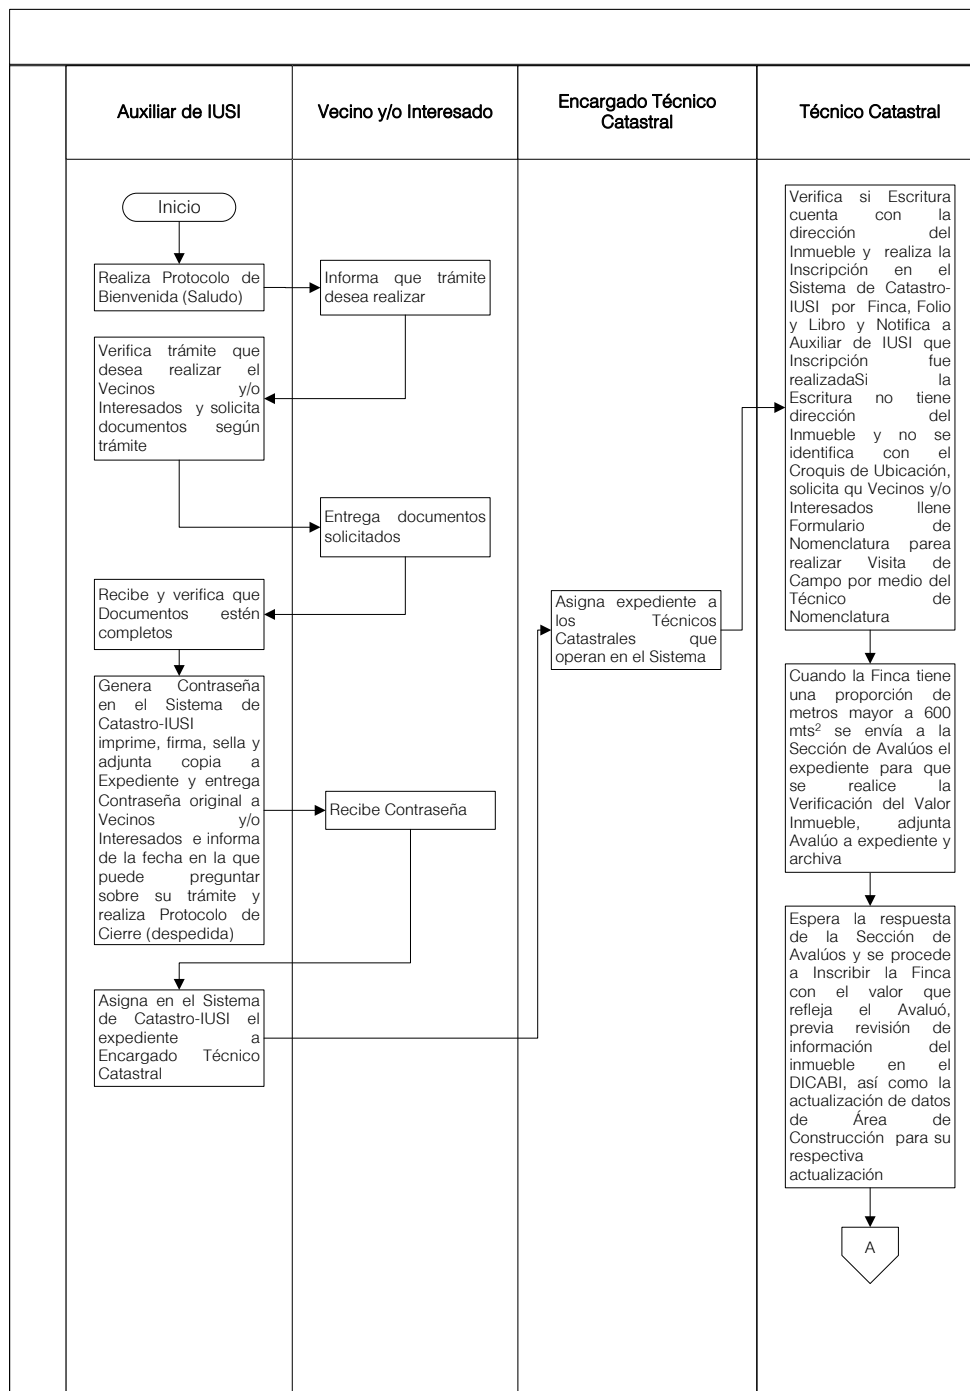 Auxiliar de IUSI
Vecino y/o Interesado
Encargado Técnico
Catastral
Técnico Catastral
Inicio
Realiza Protocolo de
Bienvenida (Saludo)
Informa que trámite
desea realizar
Verifica trámite que
desea realizar el
Vecinos y/o
Interesados y solicita
documentos según
trámite
Entrega documentos
solicitados
Recibe y verifica que
Documentos estén
completos
Genera Contraseña
en el Sistema de
Catastro-IUSI
imprime, firma, sella y
adjunta copia a
Expediente y entrega
Contraseña original a
Vecinos y/o
Interesados e informa
de la fecha en la que
puede preguntar
sobre su trámite y
realiza Protocolo de
Cierre (despedida)
Recibe Contraseña
Asigna en el Sistema
de Catastro-IUSI el
expediente a
Encargado Técnico
Catastral
Asigna expediente a
los Técnicos
Catastrales que
operan en el Sistema
Verifica si Escritura
cuenta con la
dirección del
Inmueble y realiza la
Inscripción en el
Sistema de Catastro-
IUSI por Finca, Folio
y Libro y Notifica a
Auxiliar de IUSI que
Inscripción fue
realizadaSi la
Escritura no tiene
dirección del
Inmueble y no se
identifica con el
Croquis de Ubicación,
solicita qu Vecinos y/o
Interesados llene
Formulario de
Nomenclatura parea
realizar Visita de
Campo por medio del
Técnico de
Nomenclatura
Cuando la Finca tiene
una proporción de
metros mayor a 600
mts² se envía a la
Sección de Avalúos el
expediente para que
se realice la
Verificación del Valor
Inmueble, adjunta
Avalúo a expediente y
archiva
Espera la respuesta
de la Sección de
Avalúos y se procede
a Inscribir la Finca
con el valor que
refleja el Avaluó,
previa revisión de
información del
inmueble en el
DICABI, así como la
actualización de datos
de Área de
Construcción para su
respectiva
actualización
A